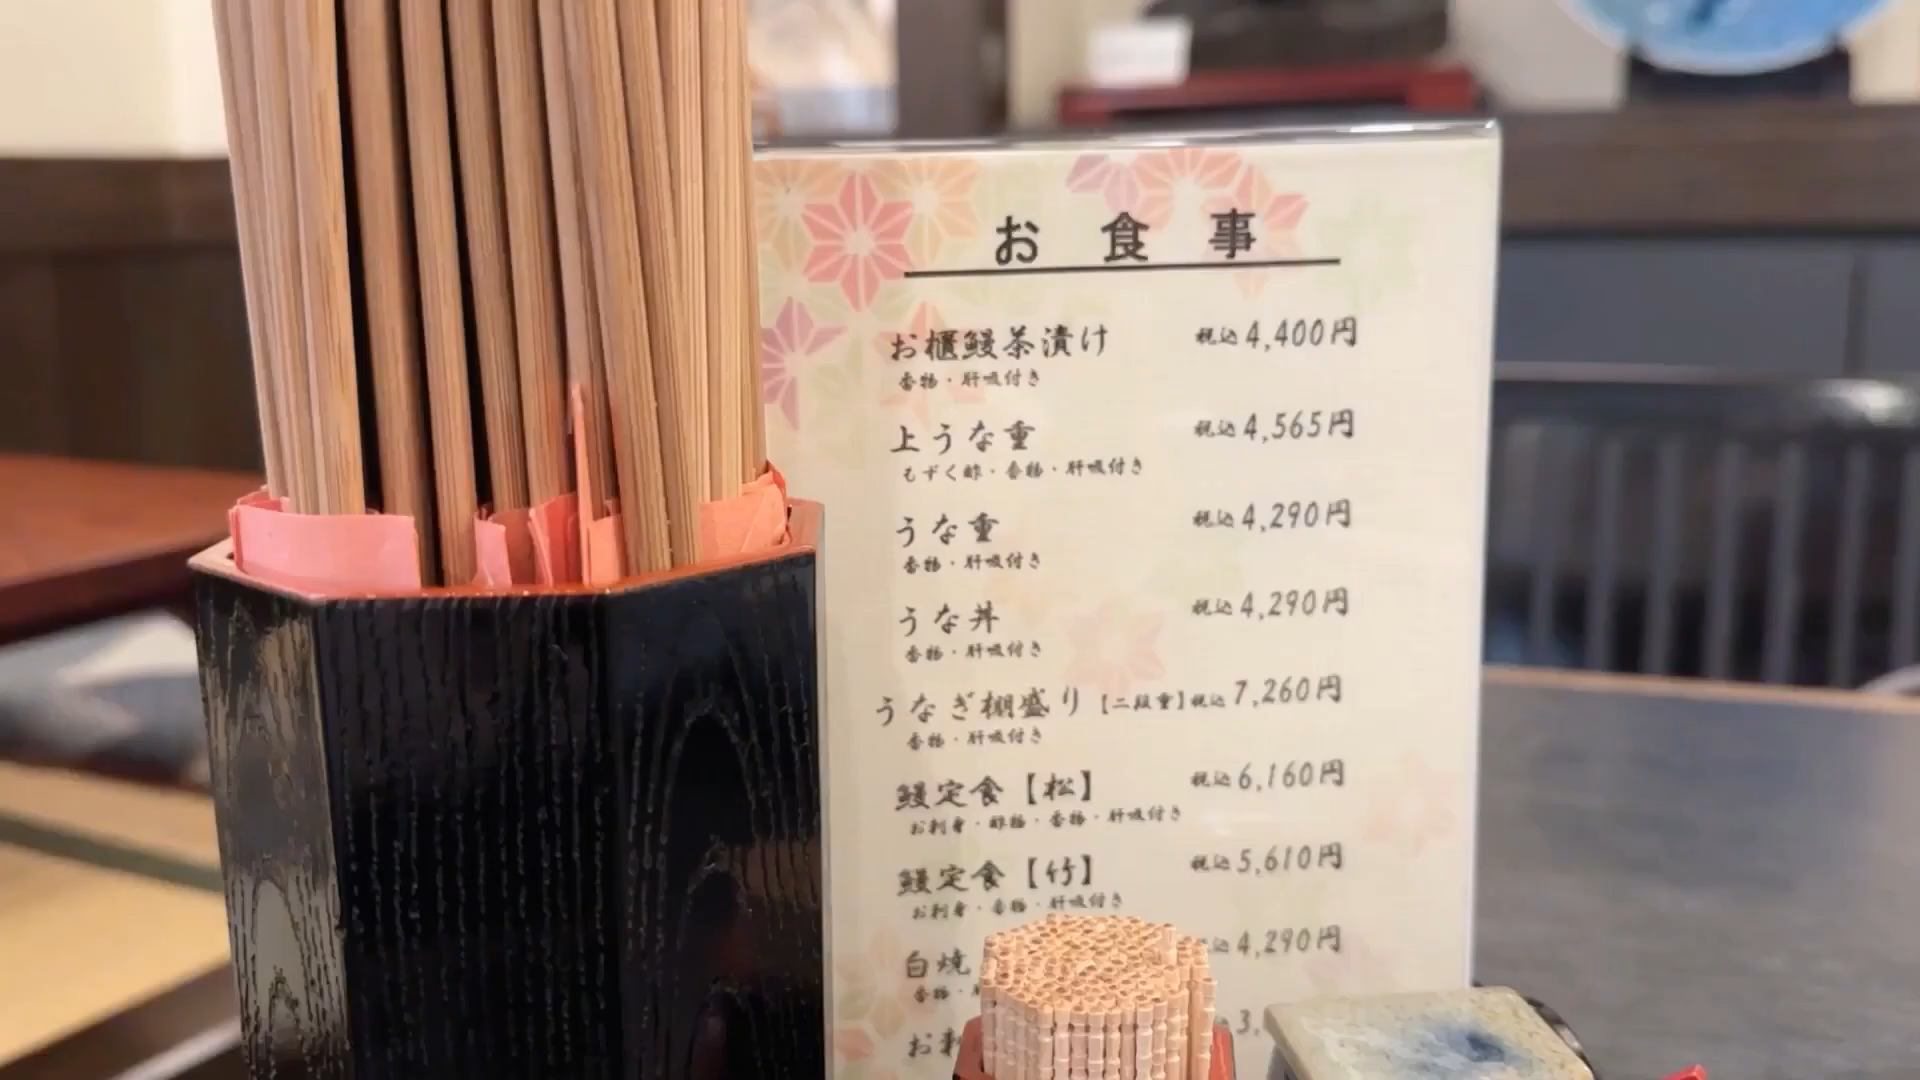 お食事
お櫃鰻茶漬け 税込4,400円
香物・肝吸付き
上うな重 税込4,565円
もずく酢・香物・肝吸付き
うな重 税込4,290円
香物・肝吸付き
うな丼 税込4,290円
香物・肝吸付き
うなぎ棚盛り【二段重】税込7,260円
香物・肝吸付き
鰻定食【松】 税込6,160円
お刺身・酢物・香物・肝吸付き
鰻定食【竹】 税込5,610円
お刺身・香物・肝吸付き
白焼 込4,290円
香物・
お刺 3,